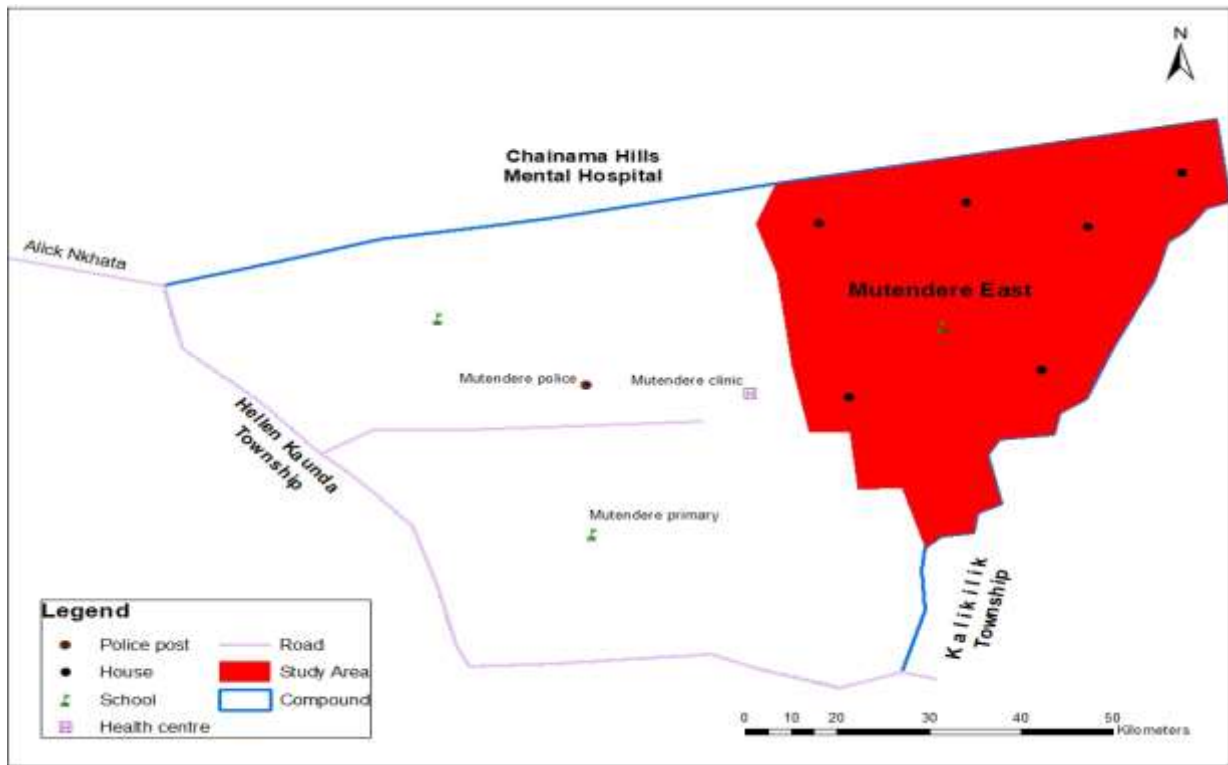 N
Chainama Hills
Mental Hospital
Alick Nkhata
Mutendere East
Mutendere police
Mutendere clinic
Hellen Kaunda
Township
Mutendere primary
Kalikilik
Township
Legend
Police post
Road
House
Study Area
School
Compound
Health centre
0 10 20 30 40 50
Kilometers